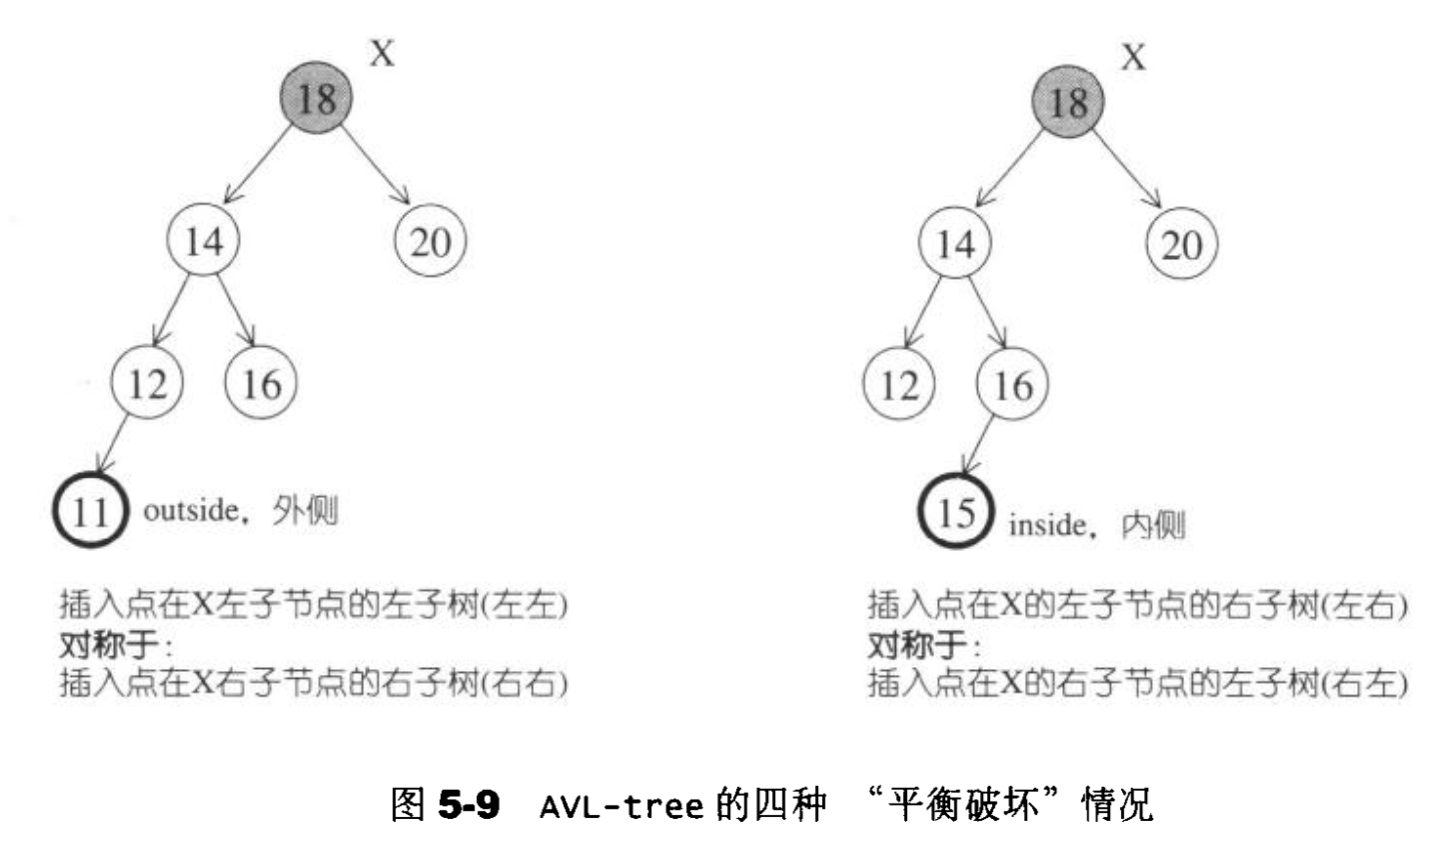 X
18
14
20
12
16
11
outside，外侧
插入点在X左子节点的左子树(左左)
对称于:
插入点在X右子节点的右子树(右右)
X
18
14
20
12
16
15
inside，内侧
插入点在X的左子节点的右子树(左右)
对称于:
插入点在X的右子节点的左子树(右左)
图 5-9 AVL-tree 的四种 “平衡破坏” 情况